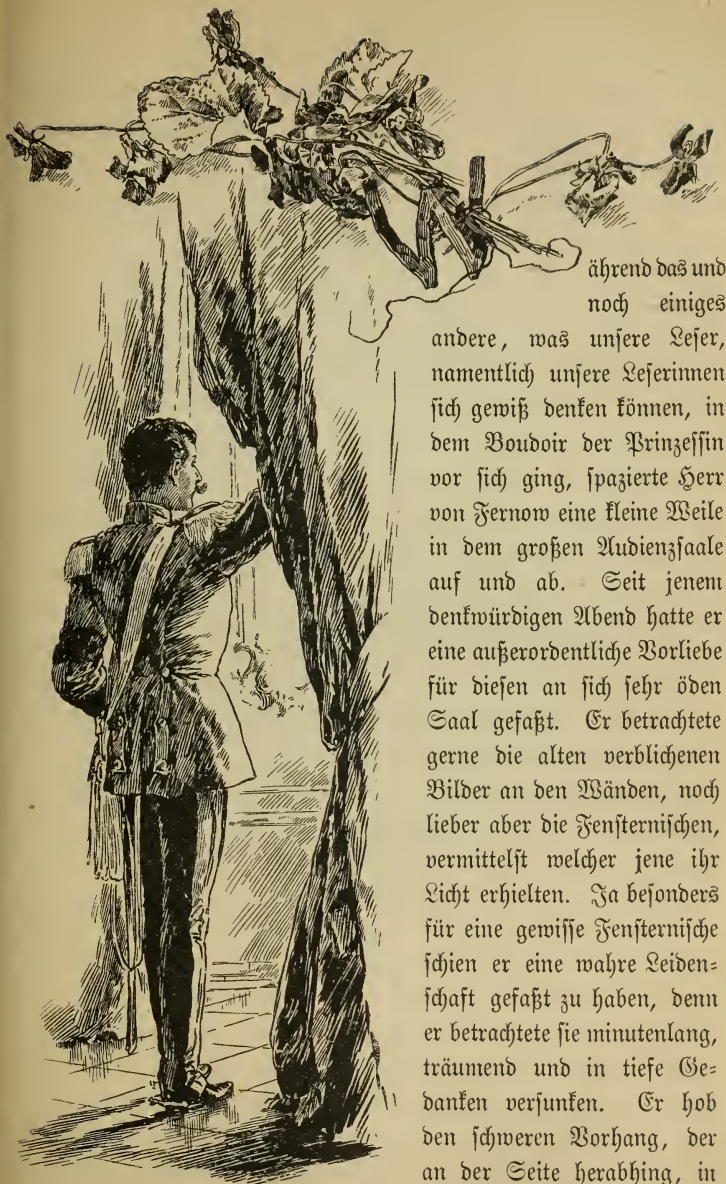 ährend das und
noch einiges
andere, was unsere Leser,
namentlich unsere Leserinnen
sich gewiß denken können, in
dem Boudoir der Prinzessin
vor sich ging, spazierte Herr
von Fernow eine kleine Weile
in dem großen Audienzsaale
auf und ab. Seit jenem
denkwürdigen Abend hatte er
eine außerordentliche Vorliebe
für diesen an sich sehr öden
Saal gefaßt. Er betrachtete
gerne die alten verblichenen
Bilder an den Wänden, noch
lieber aber die Fensternischen,
vermittelst welcher jene ihr
Licht erhielten. Ja besonders
für eine gewisse Fensternische
schien er eine wahre Leiden⸗
schaft gefaßt zu haben, denn
er betrachtete sie minutenlang,
träumend und in tiefe Ge⸗
danken versunken. Er hob
den schweren Vorhang, der
an der Seite herabhing, in